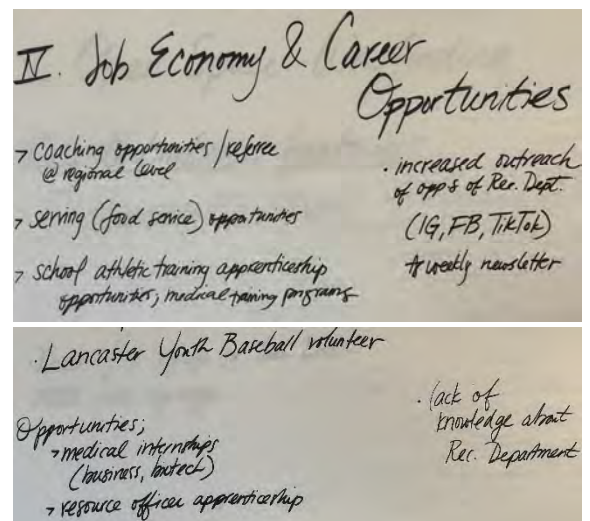 IV. Job Economy & Career
Opportunities
> coaching opportunities / referee
@ regional level
> serving (food service) opportunities
> school athletic training apprenticeship
opportunities, medical training programs
• increased outreach
of opps of Rec. Dept.
(IG, FB, TikTok)
weekly newsletter
• Lancaster Youth Baseball volunteer
Opportunities;
> medical internships
(business, biotech)
> resource officer apprenticeship
• lack of
knowledge about
Rec. Department